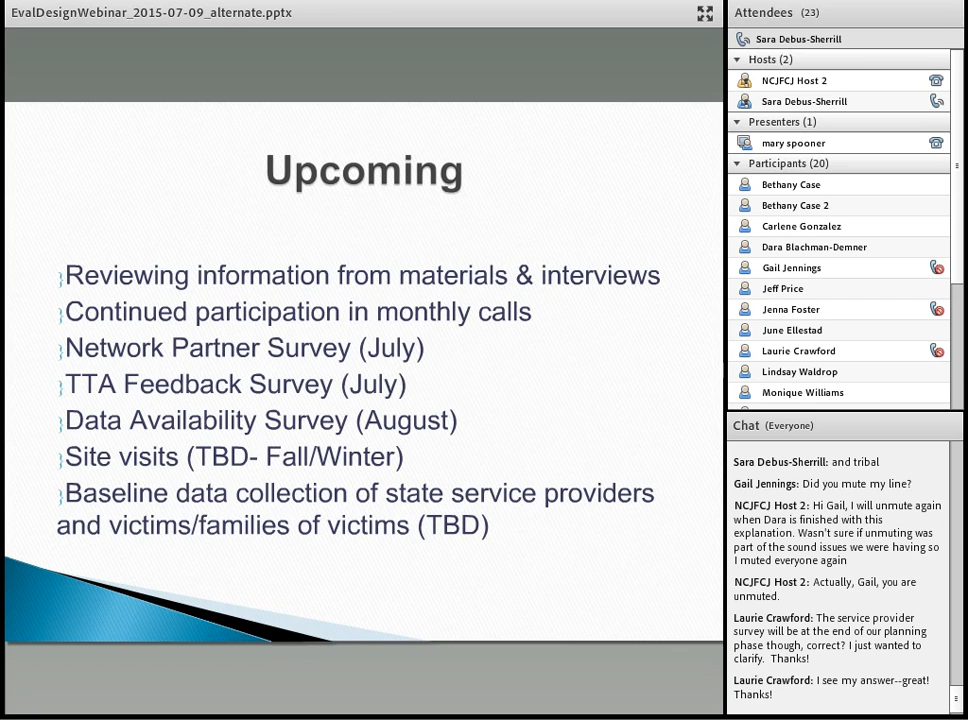 EvalDesignWebinar_2015-07-09_alternate.pptx
Upcoming
Reviewing information from materials & interviews
Continued participation in monthly calls
Network Partner Survey (July)
TTA Feedback Survey (July)
Data Availability Survey (August)
Site visits (TBD- Fall/Winter)
Baseline data collection of state service providers
and victims/families of victims (TBD)
Attendees (23)
Sara Debus-Sherrill
Hosts (2)
NCJFCJ Host 2
Sara Debus-Sherrill
Presenters (1)
mary spooner
Participants (20)
Bethany Case
Bethany Case 2
Carlene Gonzalez
Dara Blachman-Demner
Gail Jennings
Jeff Price
Jenna Foster
June Ellestad
Laurie Crawford
Lindsay Waldrop
Monique Williams
Chat (Everyone)
Sara Debus-Sherrill: and tribal
Gail Jennings: Did you mute my line?
NCJFCJ Host 2: Hi Gail, I will unmute again
when Dara is finished with this
explanation. Wasn't sure if unmuting was
part of the sound issues we were having so
I muted everyone again
NCJFCJ Host 2: Actually, Gail, you are
unmuted.
Laurie Crawford: The service provider
survey will be at the end of our planning
phase though, correct? I just wanted to
clarify.  Thanks!
Laurie Crawford: I see my answer--great!
Thanks!